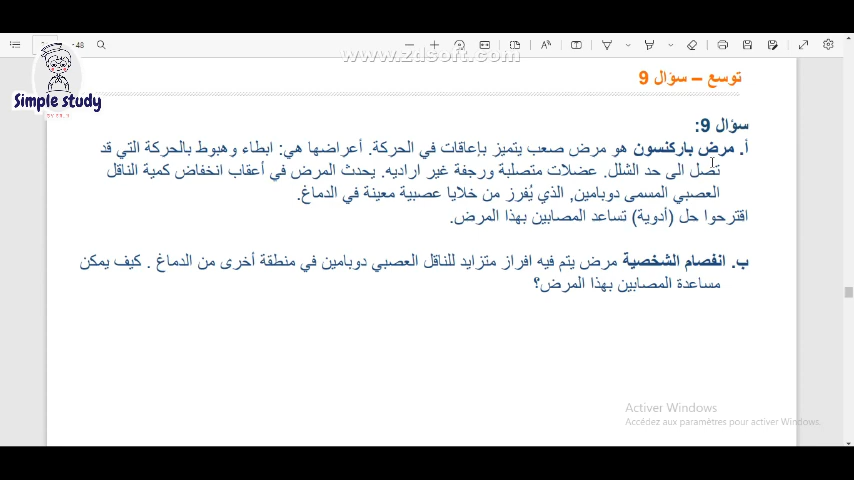 48
www.zdsoft.com
Simple study
توسع – سؤال 9
سؤال 9:
أ. مرض باركنسون هو مرض صعب يتميز بإعاقات في الحركة. أعراضها هي: ابطاء وهبوط بالحركة التي قد
تصل الى حد الشلل. عضلات متصلبة ورجفة غير اراديه. يحدث المرض في أعقاب انخفاض كمية الناقل
العصبي المسمى دوبامين, الذي يُفرز من خلايا عصبية معينة في الدماغ.
اقترحوا حل (أدوية) تساعد المصابين بهذا المرض.
ب. انفصام الشخصية مرض يتم فيه افراز متزايد للناقل العصبي دوبامين في منطقة أخرى من الدماغ . كيف يمكن
مساعدة المصابين بهذا المرض؟
Activer Windows
Accédez aux paramètres pour activer Windows.